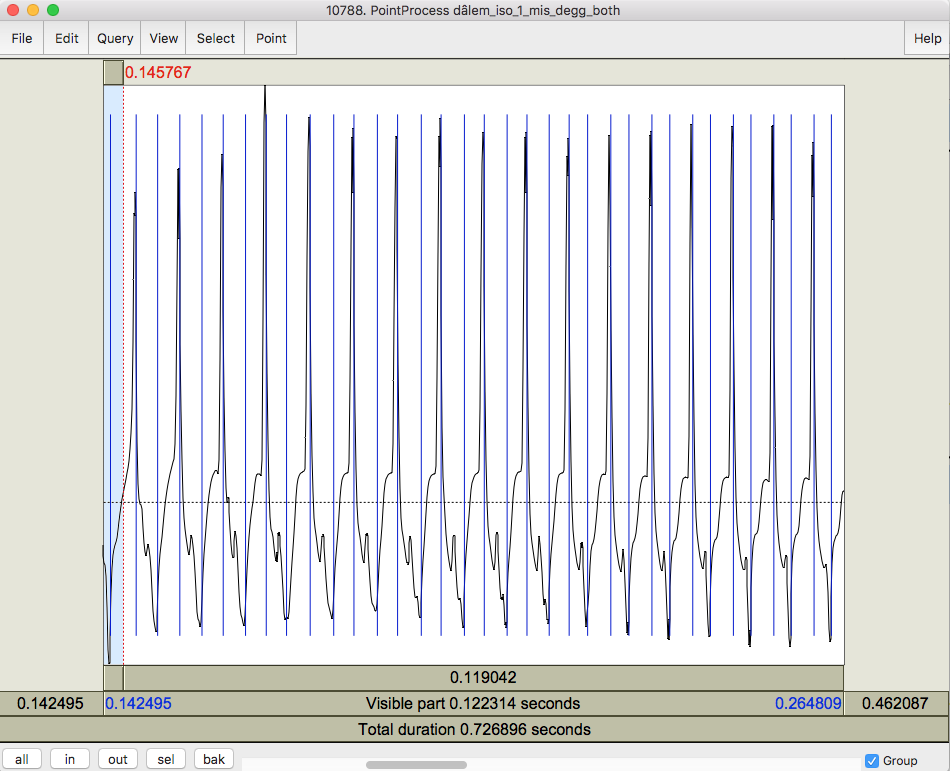 10788. PointProcess dâlem_iso_1_mis_degg_both
File Edit Query View Select Point Help
0.145767
0.119042
0.142495 0.142495 Visible part 0.122314 seconds 0.264809 0.462087
Total duration 0.726896 seconds
all in out sel bak Group